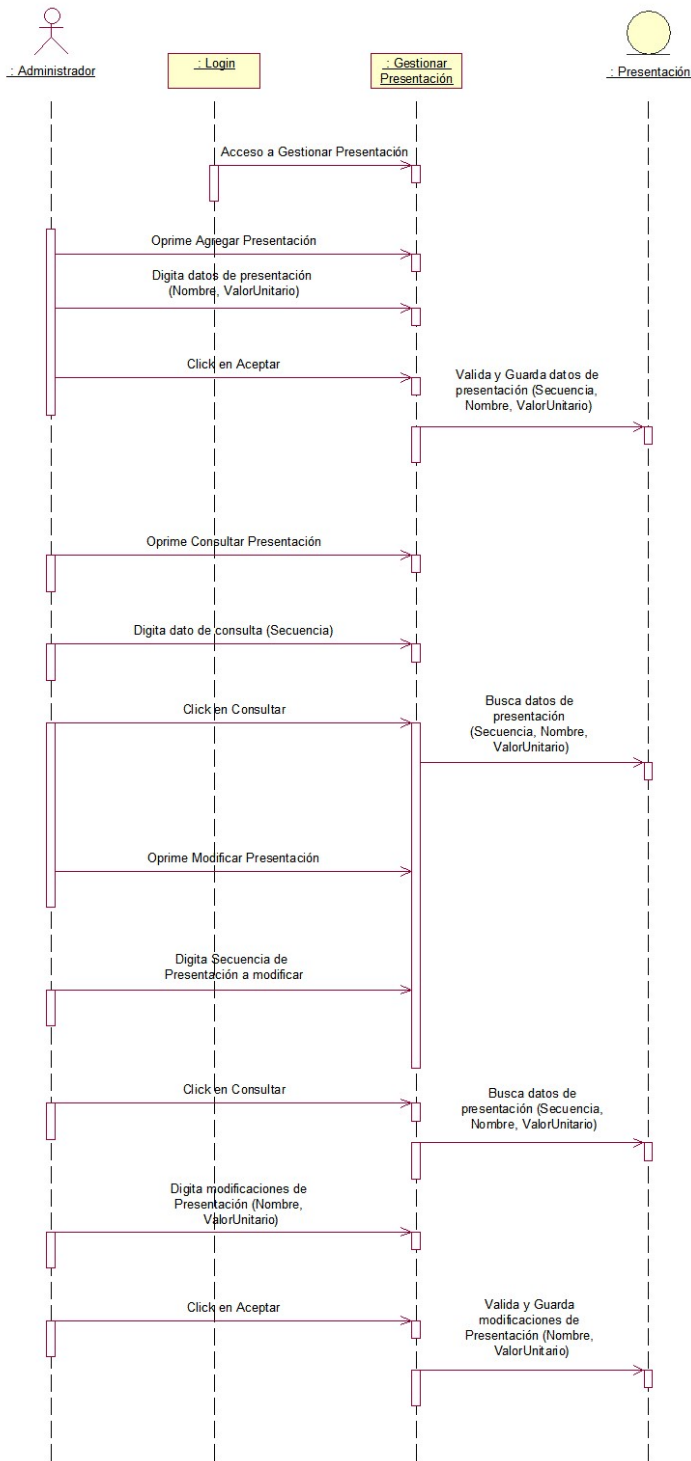 : Administrador
: Login
: Gestionar
Presentación
: Presentación
Acceso a Gestionar Presentación
Oprime Agregar Presentación
Digita datos de presentación
(Nombre, ValorUnitario)
Click en Aceptar
Valida y Guarda datos de
presentación (Secuencia,
Nombre, ValorUnitario)
Oprime Consultar Presentación
Digita dato de consulta (Secuencia)
Click en Consultar
Busca datos de
presentación
(Secuencia, Nombre,
ValorUnitario)
Oprime Modificar Presentación
Digita Secuencia de
Presentación a modificar
Click en Consultar
Busca datos de
presentación (Secuencia,
Nombre, ValorUnitario)
Digita modificaciones de
Presentación (Nombre,
ValorUnitario)
Click en Aceptar
Valida y Guarda
modificaciones de
Presentación (Nombre,
ValorUnitario)